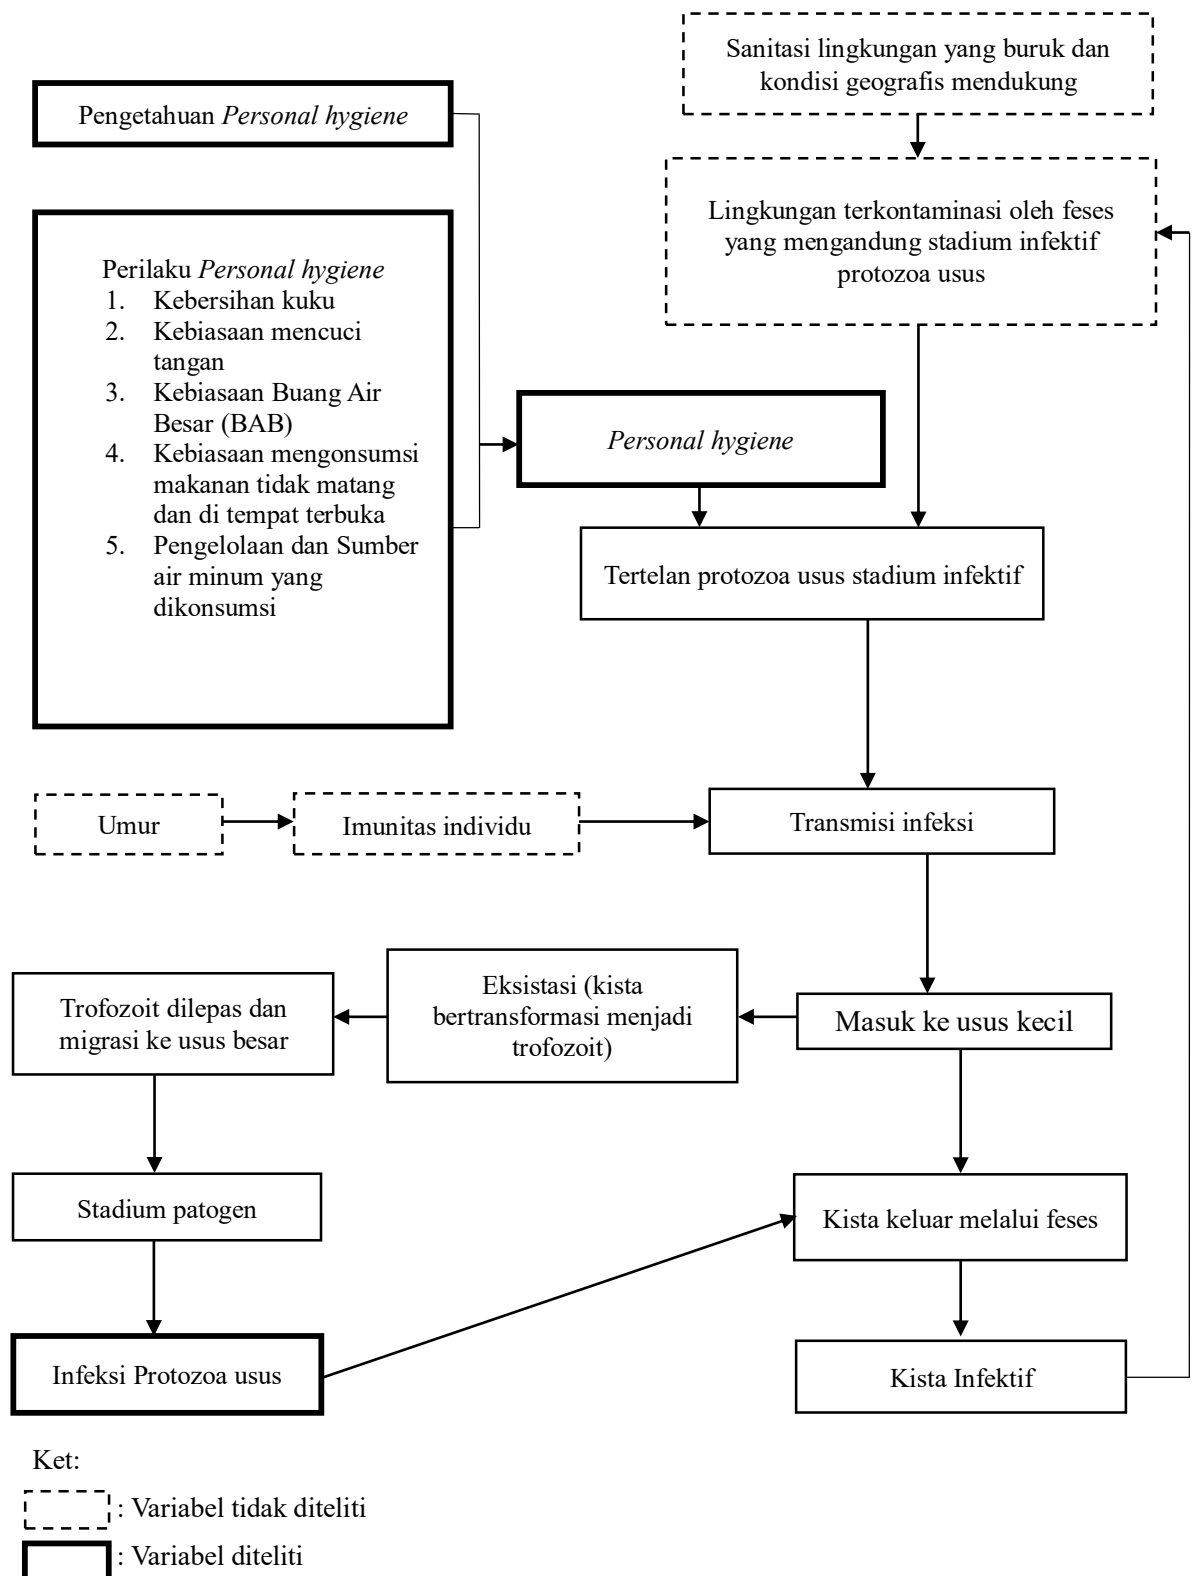 Sanitasi lingkungan yang buruk dan
kondisi geografis mendukung
Pengetahuan Personal hygiene
Lingkungan terkontaminasi oleh feses
yang mengandung stadium infektif
protozoa usus
Perilaku Personal hygiene
1. Kebersihan kuku
2. Kebiasaan mencuci
tangan
3. Kebiasaan Buang Air
Besar (BAB)
4. Kebiasaan mengonsumsi
makanan tidak matang
dan di tempat terbuka
5. Pengelolaan dan Sumber
air minum yang
dikonsumsi
Personal hygiene
Tertelan protozoa usus stadium infektif
Umur
Imunitas individu
Transmisi infeksi
Trofozoit dilepas dan
migrasi ke usus besar
Eksistasi (kista
bertransformasi menjadi
trofozoit)
Masuk ke usus kecil
Stadium patogen
Kista keluar melalui feses
Infeksi Protozoa usus
Kista Infektif
Ket:
: Variabel tidak diteliti
: Variabel diteliti